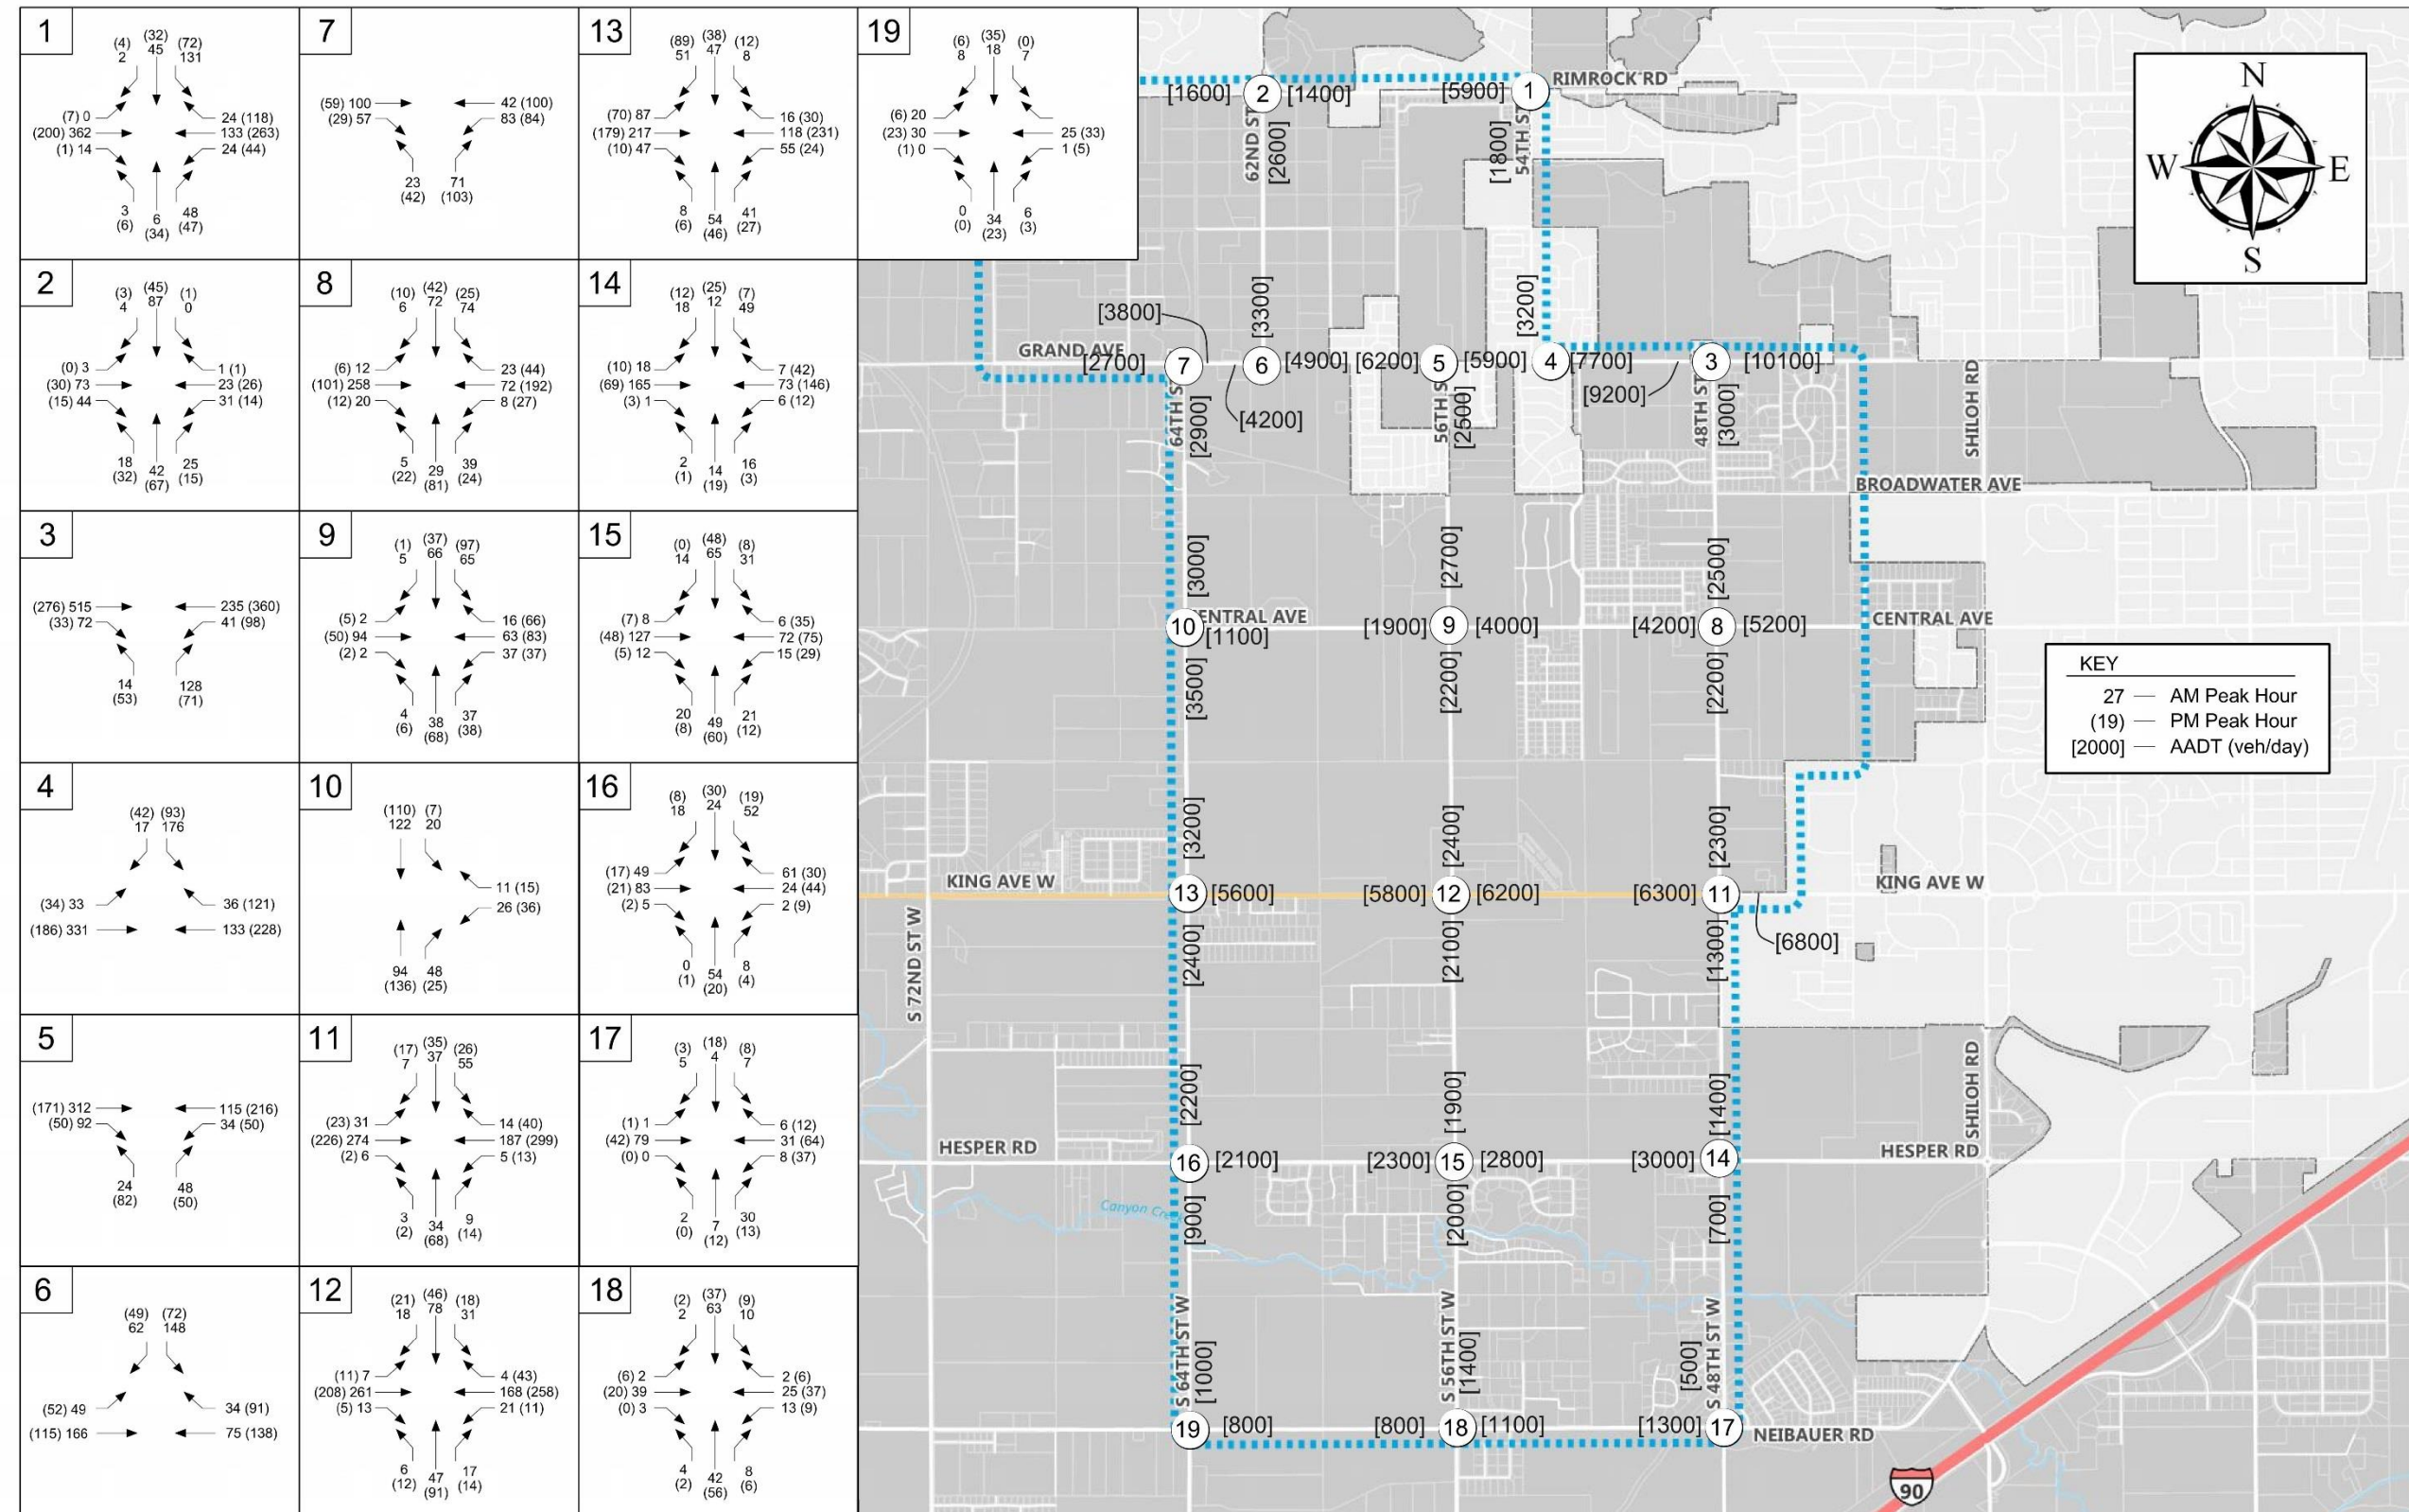 1
(4) (32) (72)
2 45 131
(7) 0
(200) 362
(1) 14
24 (118)
133 (263)
24 (44)
3 6 48
(6) (34) (47)
2
(3) (45) (1)
4 87 0
(0) 3
(30) 73
(15) 44
1 (1)
23 (26)
31 (14)
18 42 25
(32) (67) (15)
3
(276) 515
(33) 72
235 (360)
41 (98)
14 128
(53) (71)
4
(42) (93)
17 176
(34) 33
(186) 331
36 (121)
133 (228)
5
(171) 312
(50) 92
115 (216)
34 (50)
24 48
(82) (50)
6
(49) (72)
62 148
(52) 49
(115) 166
34 (91)
75 (138)
7
(59) 100
(29) 57
42 (100)
83 (84)
23 71
(42) (103)
8
(10) (42) (25)
6 72 74
(6) 12
(101) 258
(12) 20
23 (44)
72 (192)
8 (27)
5 29 39
(22) (81) (24)
9
(1) (37) (97)
5 66 65
(5) 2
(50) 94
(2) 2
16 (66)
63 (83)
37 (37)
4 38 37
(6) (68) (38)
10
(110) (7)
122 20
11 (15)
26 (36)
94 48
(136) (25)
11
(17) (35) (26)
7 37 55
(23) 31
(226) 274
(2) 6
14 (40)
187 (299)
5 (13)
3 34 9
(2) (68) (14)
12
(21) (46) (18)
18 78 31
(11) 7
(208) 261
(5) 13
4 (43)
168 (258)
21 (11)
6 47 17
(12) (91) (14)
13
(89) (38) (12)
51 47 8
(70) 87
(179) 217
(10) 47
16 (30)
118 (231)
55 (24)
8 54 41
(6) (46) (27)
14
(12) (25) (7)
18 12 49
(10) 18
(69) 165
(3) 1
7 (42)
73 (146)
6 (12)
2 14 16
(1) (19) (3)
15
(0) (48) (8)
14 65 31
(7) 8
(48) 127
(5) 12
6 (35)
72 (75)
15 (29)
20 49 21
(8) (60) (12)
16
(8) (30) (19)
18 24 52
(17) 49
(21) 83
(2) 5
61 (30)
24 (44)
2 (9)
0 54 8
(1) (20) (4)
17
(3) (18) (8)
5 4 7
(1) 1
(42) 79
(0) 0
6 (12)
31 (64)
8 (37)
2 7 30
(0) (12) (13)
18
(2) (37) (9)
2 63 10
(6) 2
(20) 39
(0) 3
2 (6)
25 (37)
13 (9)
4 42 8
(2) (56) (6)
19
(6) (35) (0)
8 18 7
(6) 20
(23) 30
(1) 0
25 (33)
1 (5)
0 34 6
(0) (23) (3)
[1600] 2 [1400] [5900] 1 RIMROCK RD
62ND ST
[2600]
[1800]
54TH ST
[3300]
[3200]
[3800]
GRAND AVE
[2700] 7 6 [4900] [6200] 5 [5900] 4 [7700] 3 [10100]
[9200]
[4200]
64TH S
[2900]
56TH S
[2500]
48TH ST
[3000]
SHILOH RD
BROADWATER AVE
[3000]
[2700]
[2500]
10 ENTRAL AVE
[1100] [1900] 9 [4000] [4200] 8 [5200] CENTRAL AVE
[3500]
[2200]
[2200]
[3200]
[2400]
[2300]
KING AVE W
13 [5600] [5800] 12 [6200] [6300] 11
KING AVE W
[6800]
S 72ND ST W
[2400]
[2100]
[1300]
[2200]
[1900]
[1400]
SHILOH RD
HESPER RD
16 [2100] [2300] 15 [2800] [3000] 14
HESPER RD
Canyon Cre
[900]
[2000]
[700]
S 64TH ST W
[1000]
S 56TH ST W
[1400]
[500]
S 48TH ST W
19 [800] [800] 18 [1100] [1300] 17 NEIBAUER RD
90
N
W E
S
KEY
27 — AM Peak Hour
(19) — PM Peak Hour
[2000] — AADT (veh/day)